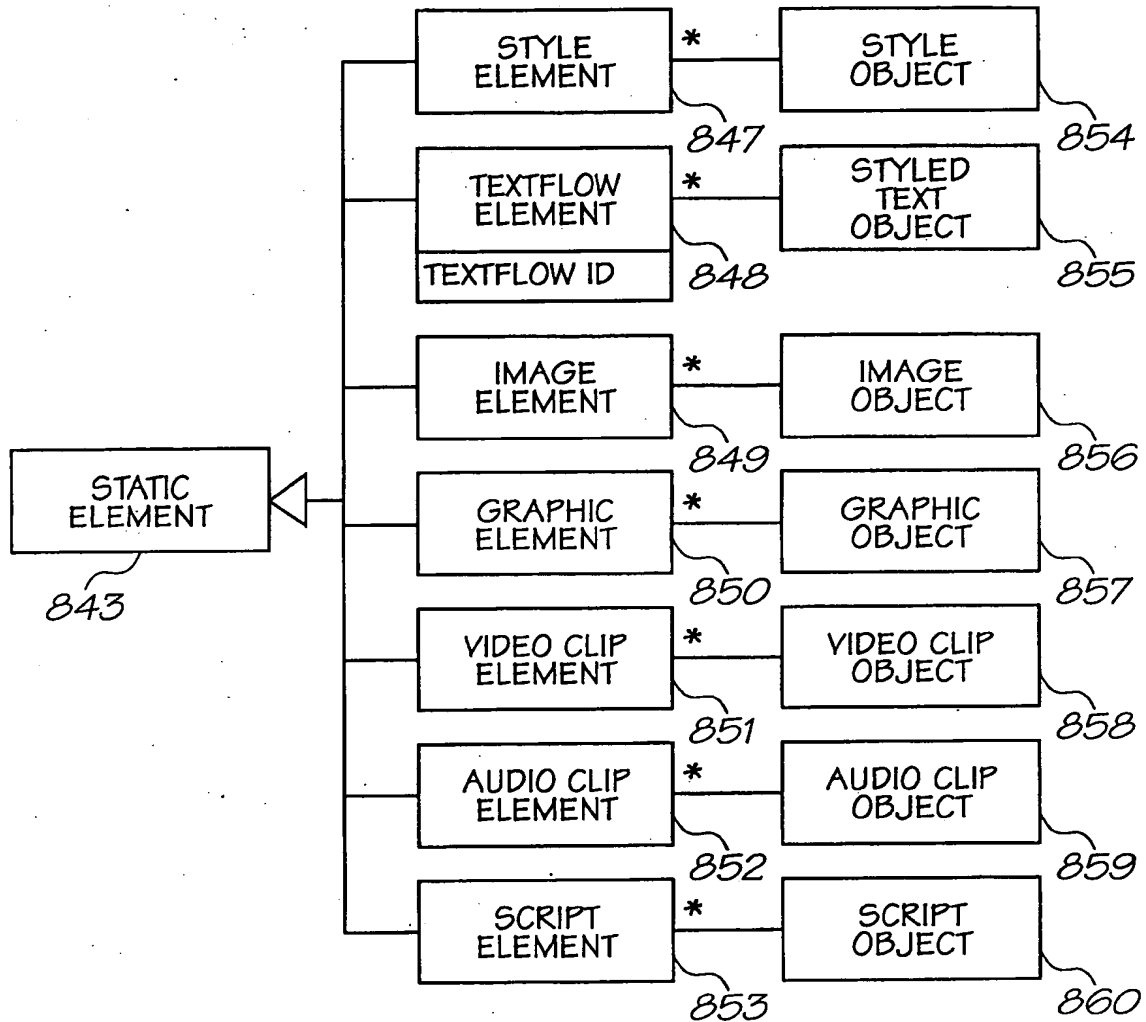 STYLE
ELEMENT
*
847
STYLE
OBJECT
854
TEXTFLOW
ELEMENT
TEXTFLOW ID
*
848
STYLED
TEXT
OBJECT
855
IMAGE
ELEMENT
*
849
IMAGE
OBJECT
856
STATIC
ELEMENT
843
GRAPHIC
ELEMENT
*
850
GRAPHIC
OBJECT
857
VIDEO CLIP
ELEMENT
*
851
VIDEO CLIP
OBJECT
858
AUDIO CLIP
ELEMENT
*
852
AUDIO CLIP
OBJECT
859
SCRIPT
ELEMENT
*
853
SCRIPT
OBJECT
860